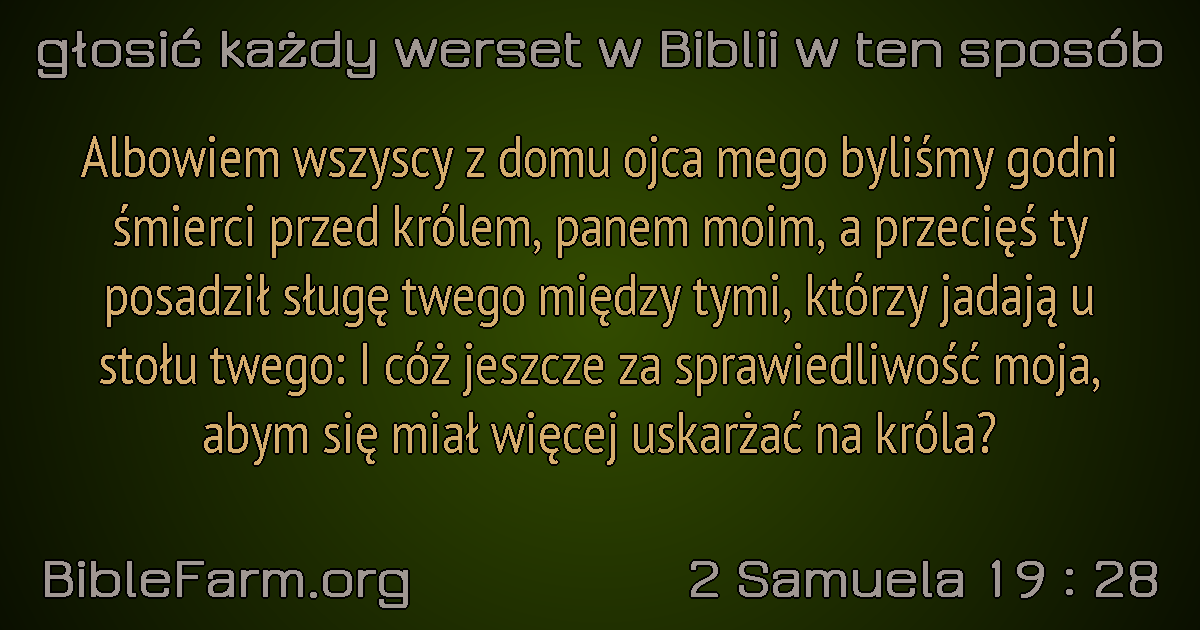 głosić każdy werset w Biblii w ten sposób
Albowiem wszyscy z domu ojca mego byliśmy godni
śmierci przed królem, panem moim, a przecięś ty
posadził sługę twego między tymi, którzy jadają u
stołu twego: I cóż jeszcze za sprawiedliwość moja,
abym się miał więcej uskarżać na króla?
BibleFarm.org
2 Samuela 19 : 28